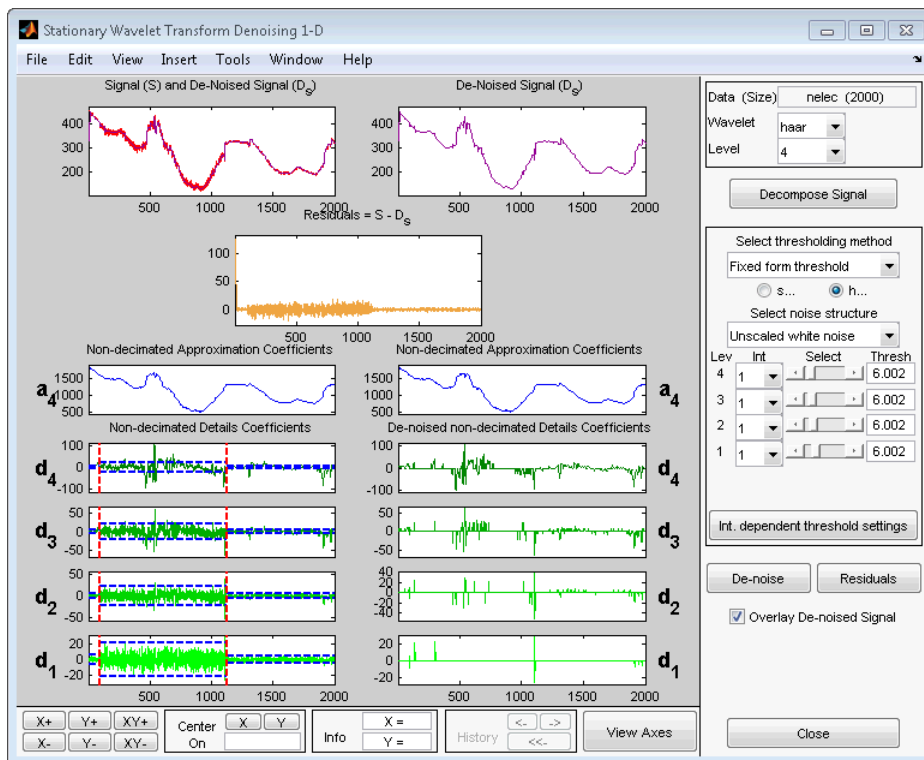 Stationary Wavelet Transform Denoising 1-D
File Edit View Insert Tools Window Help
Signal (S) and De-Noised Signal (DS)
400
300
200
500 1000 1500 2000
De-Noised Signal (DS)
400
300
200
500 1000 1500 2000
Residuals = S - DS
100
50
0
500 1000 1500 2000
Non-decimated Approximation Coefficients
a4
1500
1000
500
Non-decimated Approximation Coefficients
1500
1000
500
a4
Non-decimated Details Coefficients
d4
100
0
-100
De-noised non-decimated Details Coefficients
100
0
-100
d4
d3
50
0
-50
50
0
-50
d3
d2
50
0
-50
40
20
0
-20
-40
d2
d1
20
0
-20
500 1000 1500 2000
20
0
-20
500 1000 1500 2000
d1
Data (Size) nelec (2000)
Wavelet haar
Level 4
Decompose Signal
Select thresholding method
Fixed form threshold
s... h...
Select noise structure
Unscaled white noise
Lev Int Select Thresh
4 1 6.002
3 1 6.002
2 1 6.002
1 1 6.002
Int. dependent threshold settings
De-noise Residuals
Overlay De-noised Signal
Close
X+ Y+ XY+
X- Y- XY-
Center On X Y
Info X = Y =
History <- -> <<-
View Axes